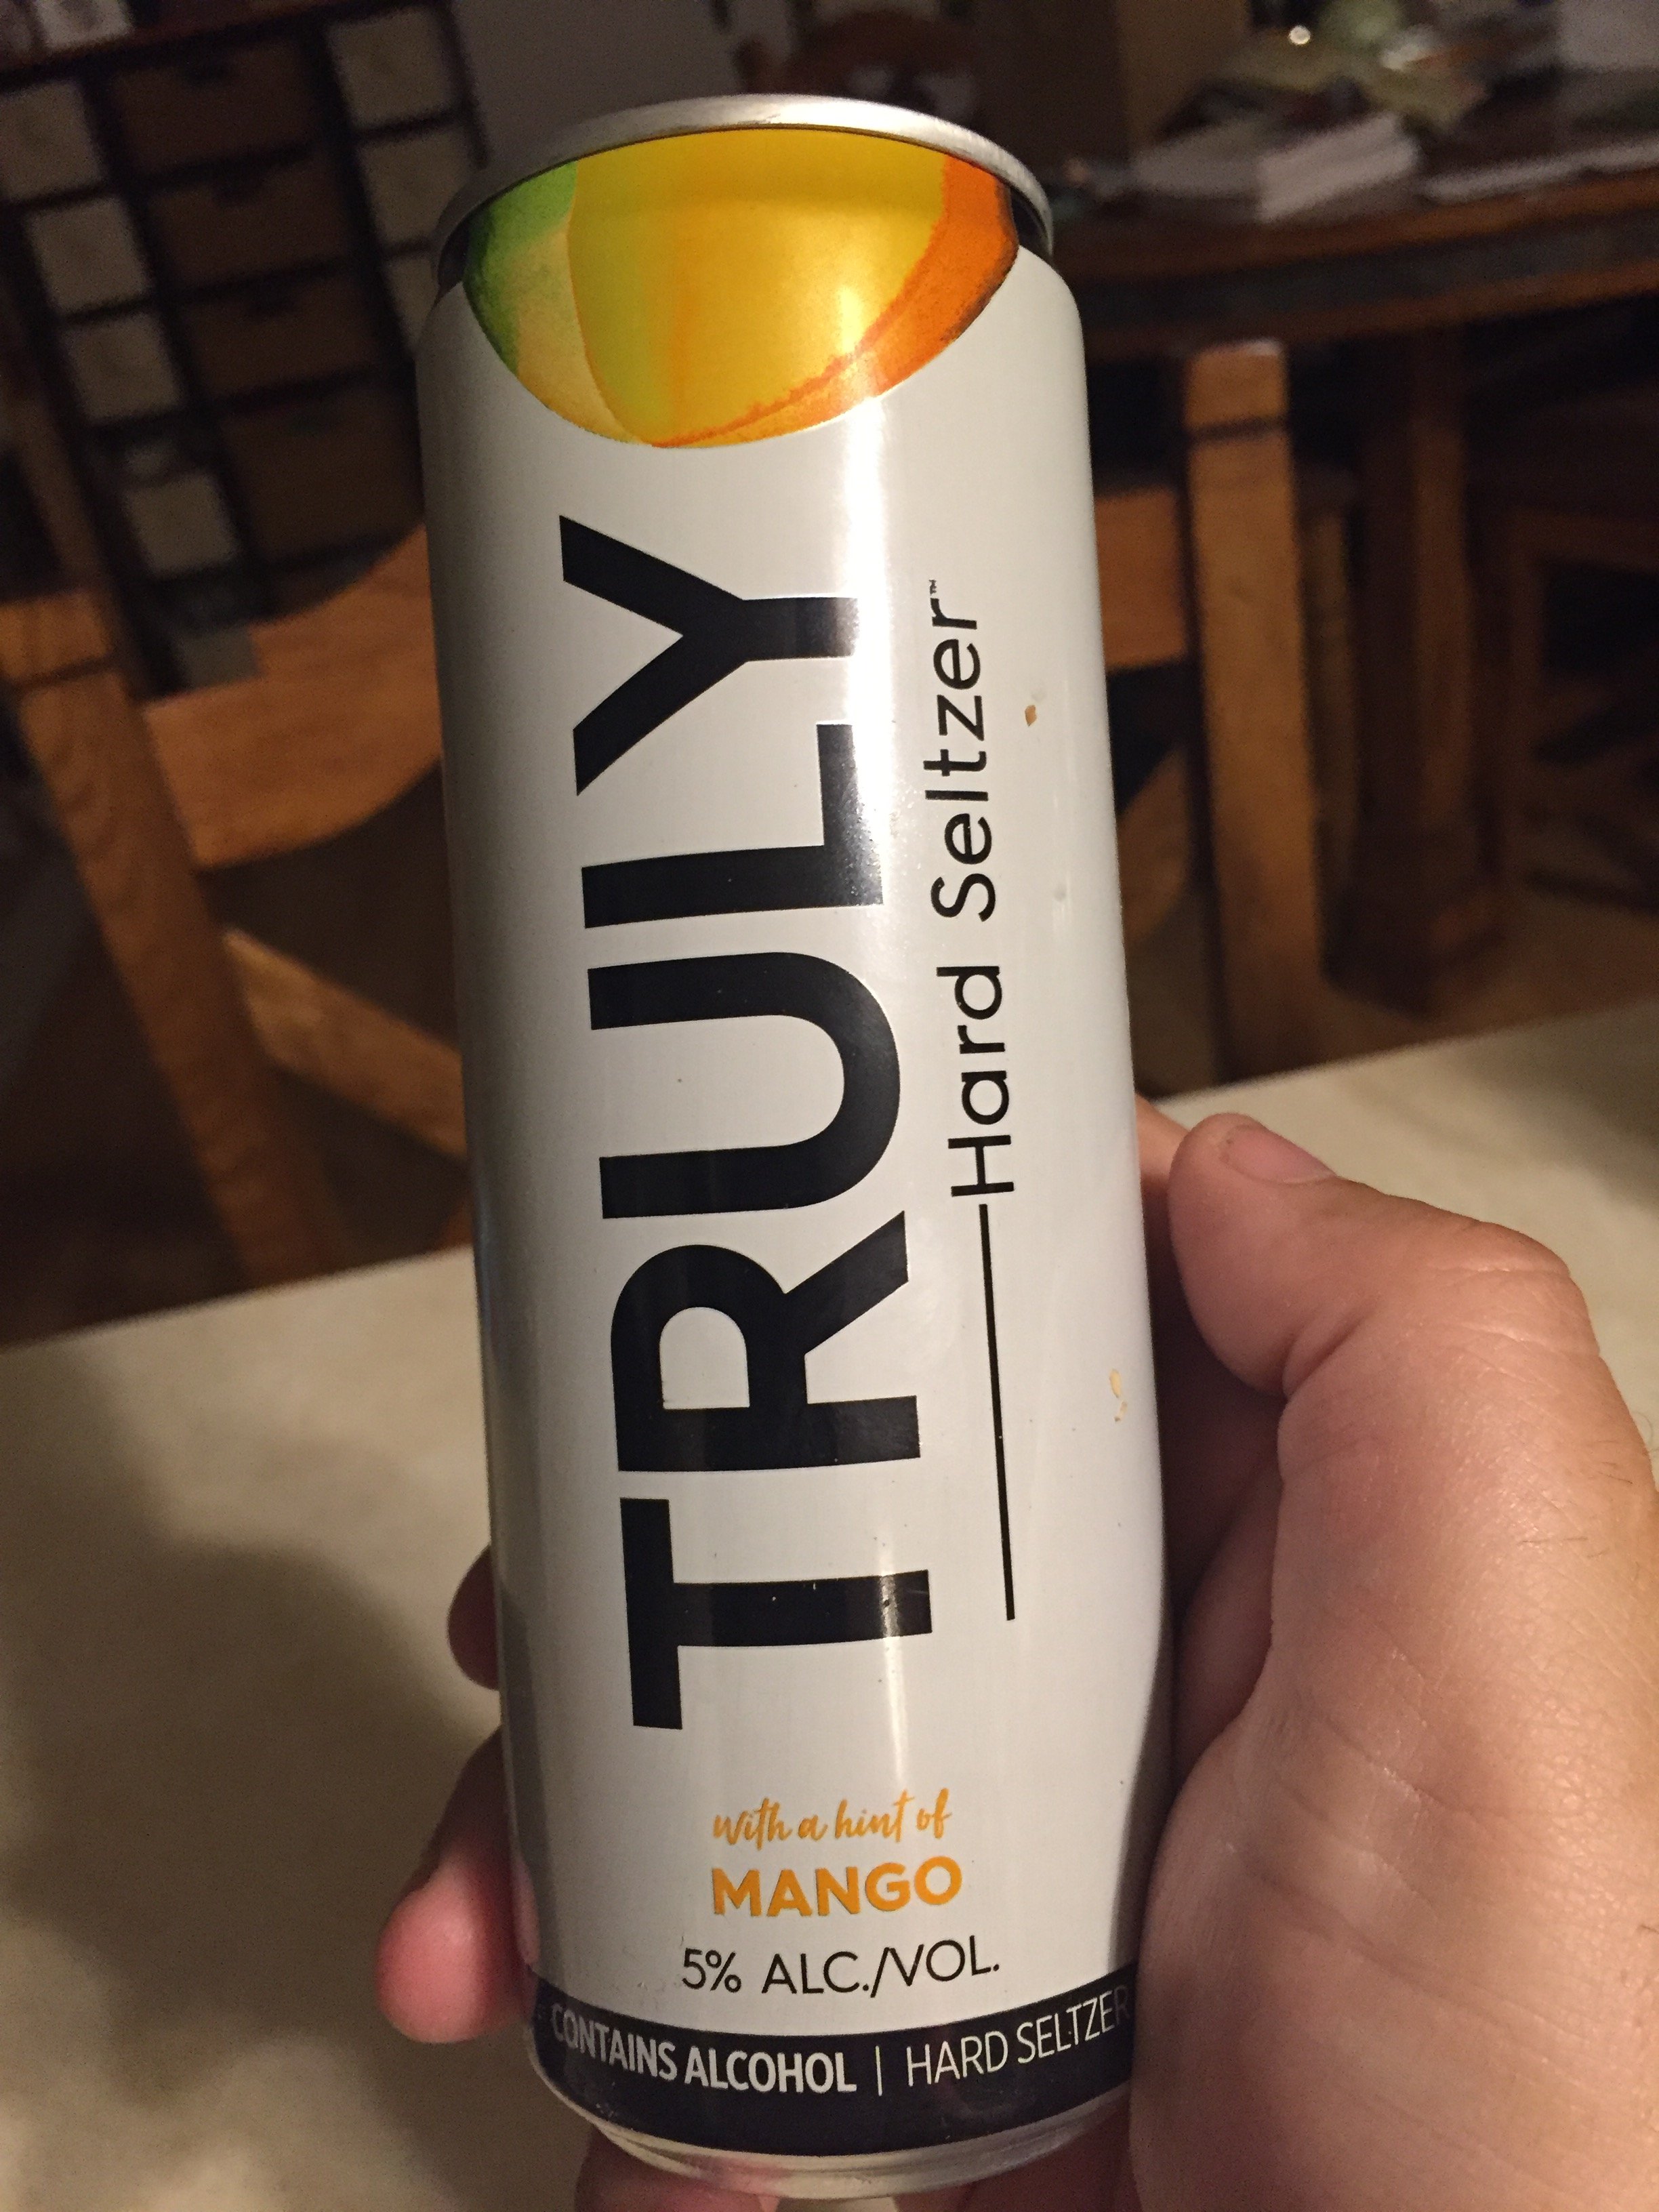 TRULY
Hard Seltzer™
with a hint of
MANGO
5% ALC./VOL.
CONTAINS ALCOHOL | HARD SELTZER